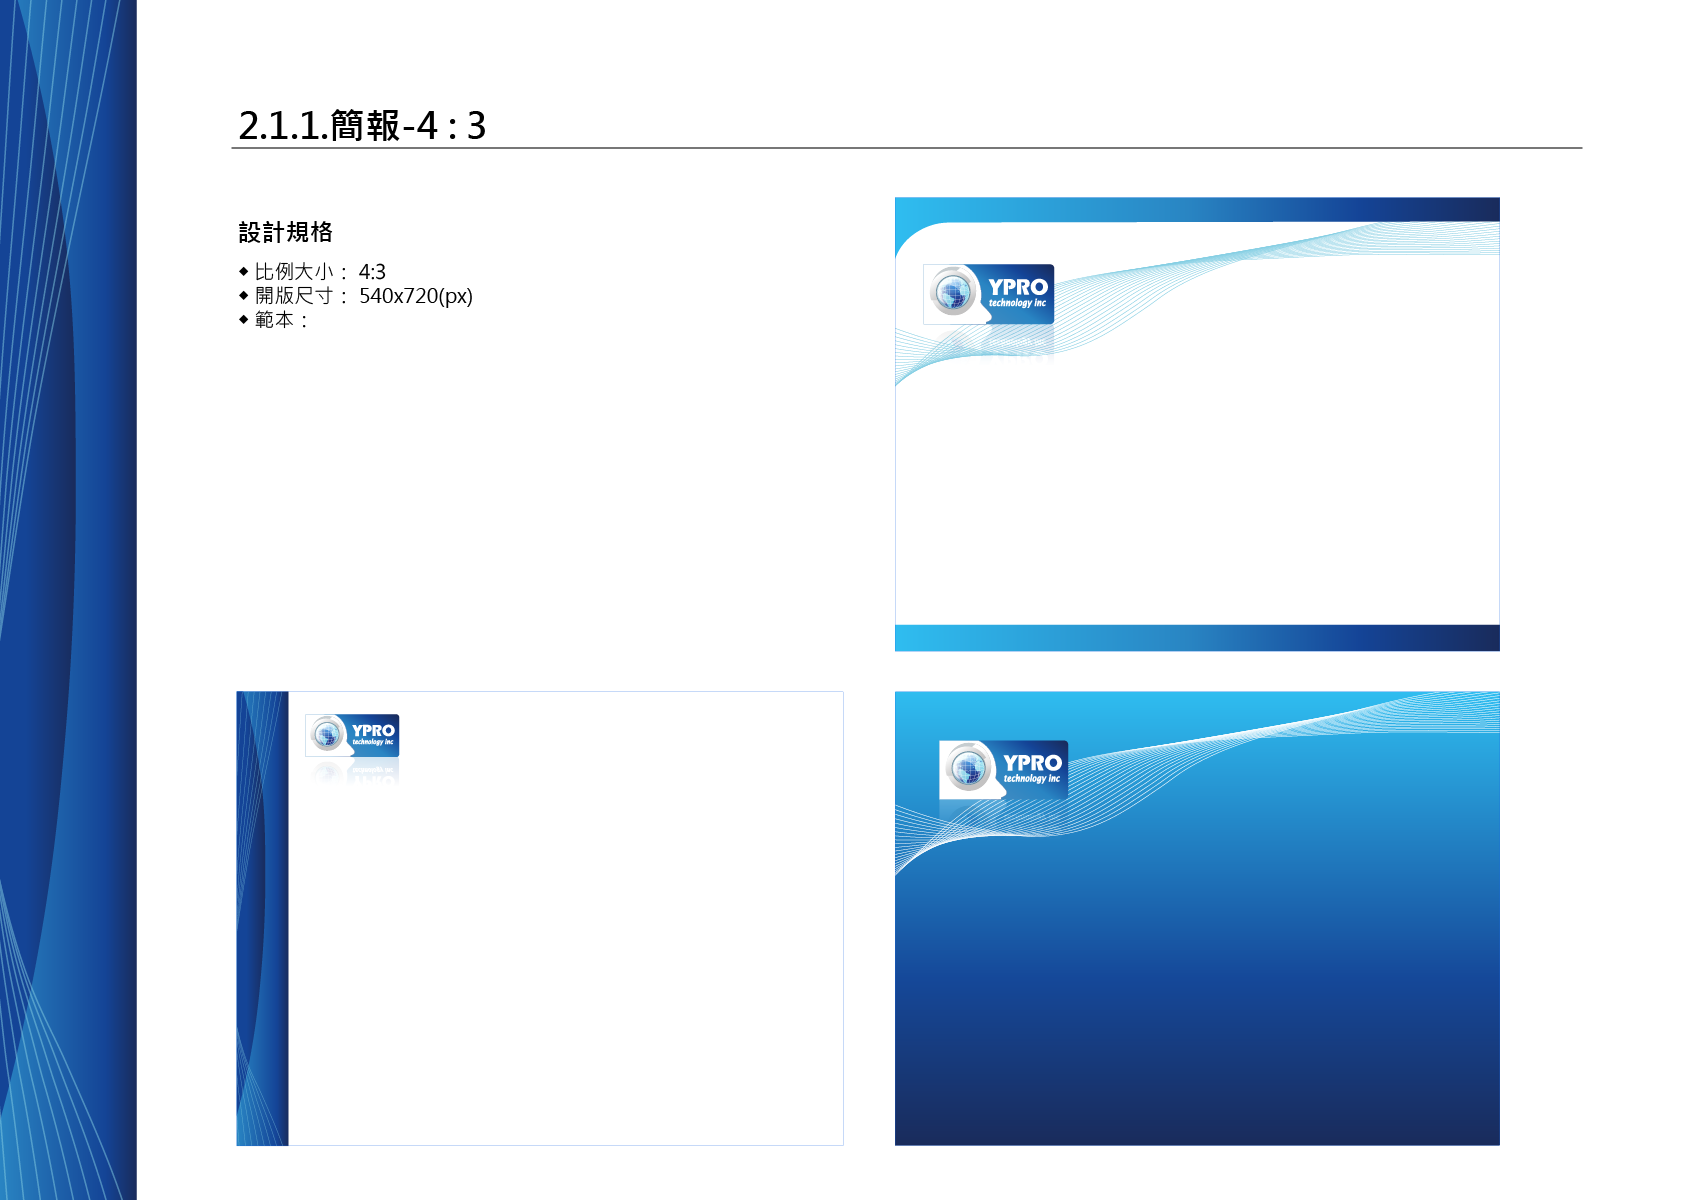 2.1.1.簡報-4 : 3
設計規格
◆ 比例大小： 4:3
◆ 開版尺寸： 540x720(px)
◆ 範本：
YPRO
technology inc
YPRO
technology inc
YPRO
technology inc